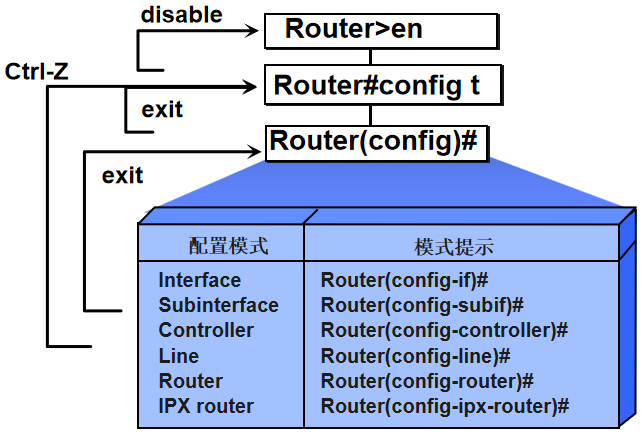 disable
Router>en
Ctrl-Z
Router#config t
exit
Router(config)#
exit
配置模式 模式提示
Interface Router(config-if)#
Subinterface Router(config-subif)#
Controller Router(config-controller)#
Line Router(config-line)#
Router Router(config-router)#
IPX router Router(config-ipx-router)#